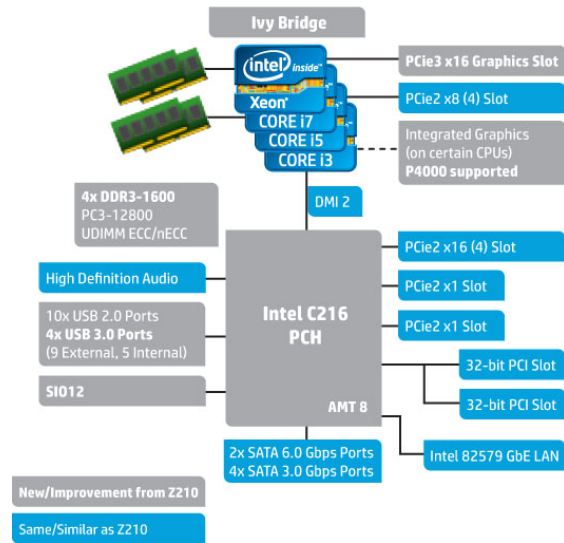 Ivy Bridge
intel inside™
Xeon®
CORE i7
CORE i5
CORE i3
PCIe3 x16 Graphics Slot
PCIe2 x8 (4) Slot
Integrated Graphics
(on certain CPUs)
P4000 supported
4x DDR3-1600
PC3-12800
UDIMM ECC/nECC
DMI 2
High Definition Audio
10x USB 2.0 Ports
4x USB 3.0 Ports
(9 External, 5 Internal)
SIO12
Intel C216
PCH
AMT 8
PCIe2 x16 (4) Slot
PCIe2 x1 Slot
PCIe2 x1 Slot
32-bit PCI Slot
32-bit PCI Slot
Intel 82579 GbE LAN
2x SATA 6.0 Gbps Ports
4x SATA 3.0 Gbps Ports
New/Improvement from Z210
Same/Similar as Z210